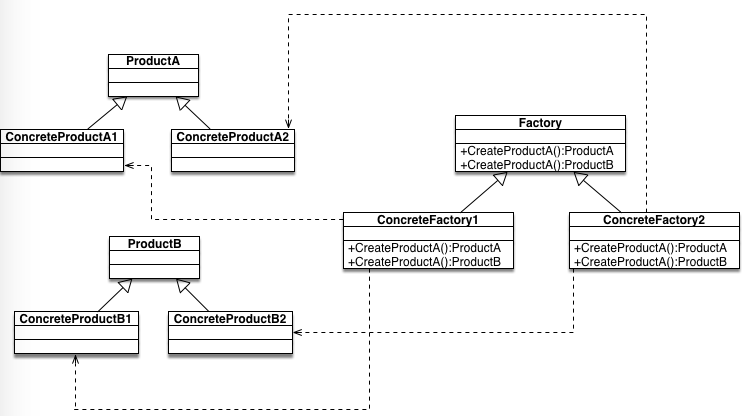 ProductA
ConcreteProductA1
ConcreteProductA2
Factory
+CreateProductA():ProductA
+CreateProductA():ProductB
ConcreteFactory1
+CreateProductA():ProductA
+CreateProductA():ProductB
ConcreteFactory2
+CreateProductA():ProductA
+CreateProductA():ProductB
ProductB
ConcreteProductB1
ConcreteProductB2